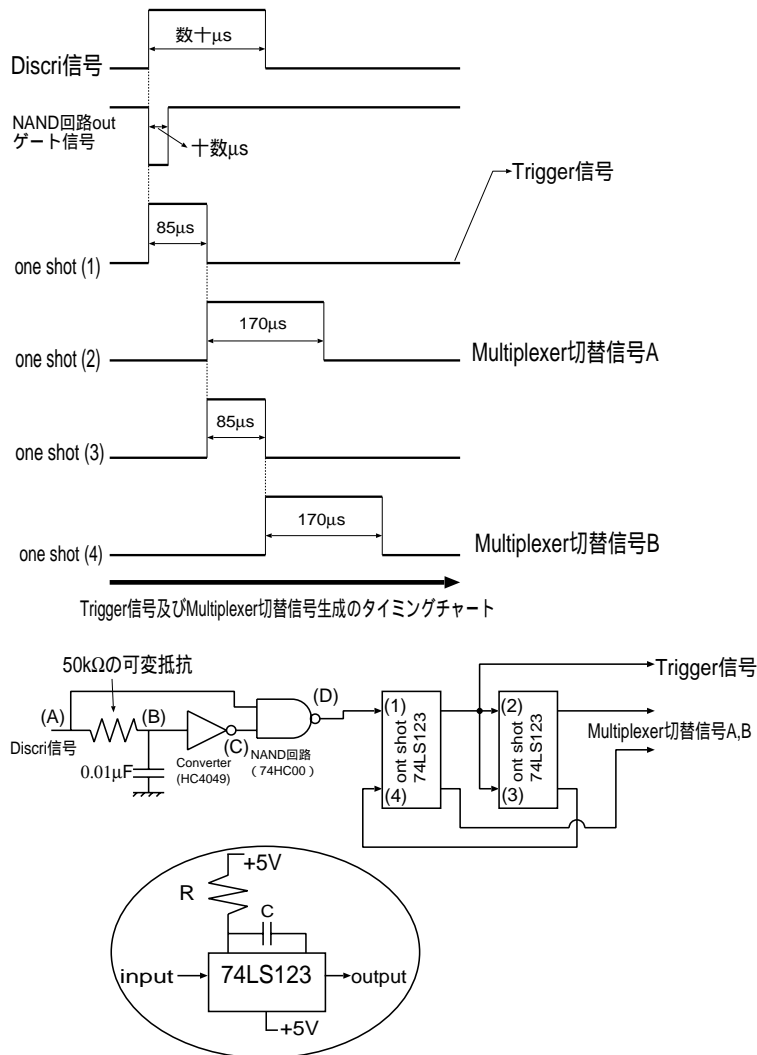 数十μs
Discri信号
NAND回路out
ゲート信号
十数μs
Trigger信号
85μs
one shot (1)
170μs
one shot (2)
Multiplexer切替信号A
85μs
one shot (3)
170μs
one shot (4)
Multiplexer切替信号B
Trigger信号及びMultiplexer切替信号生成のタイミングチャート
50kΩの可変抵抗
(A)
(B)
(C)
(D)
Discri信号
0.01μF
Converter
(HC4049)
NAND回路
(74HC00)
(1)
ont shot
74LS123
(4)
(2)
ont shot
74LS123
(3)
Trigger信号
Multiplexer切替信号A,B
+5V
R
C
input
74LS123
output
+5V